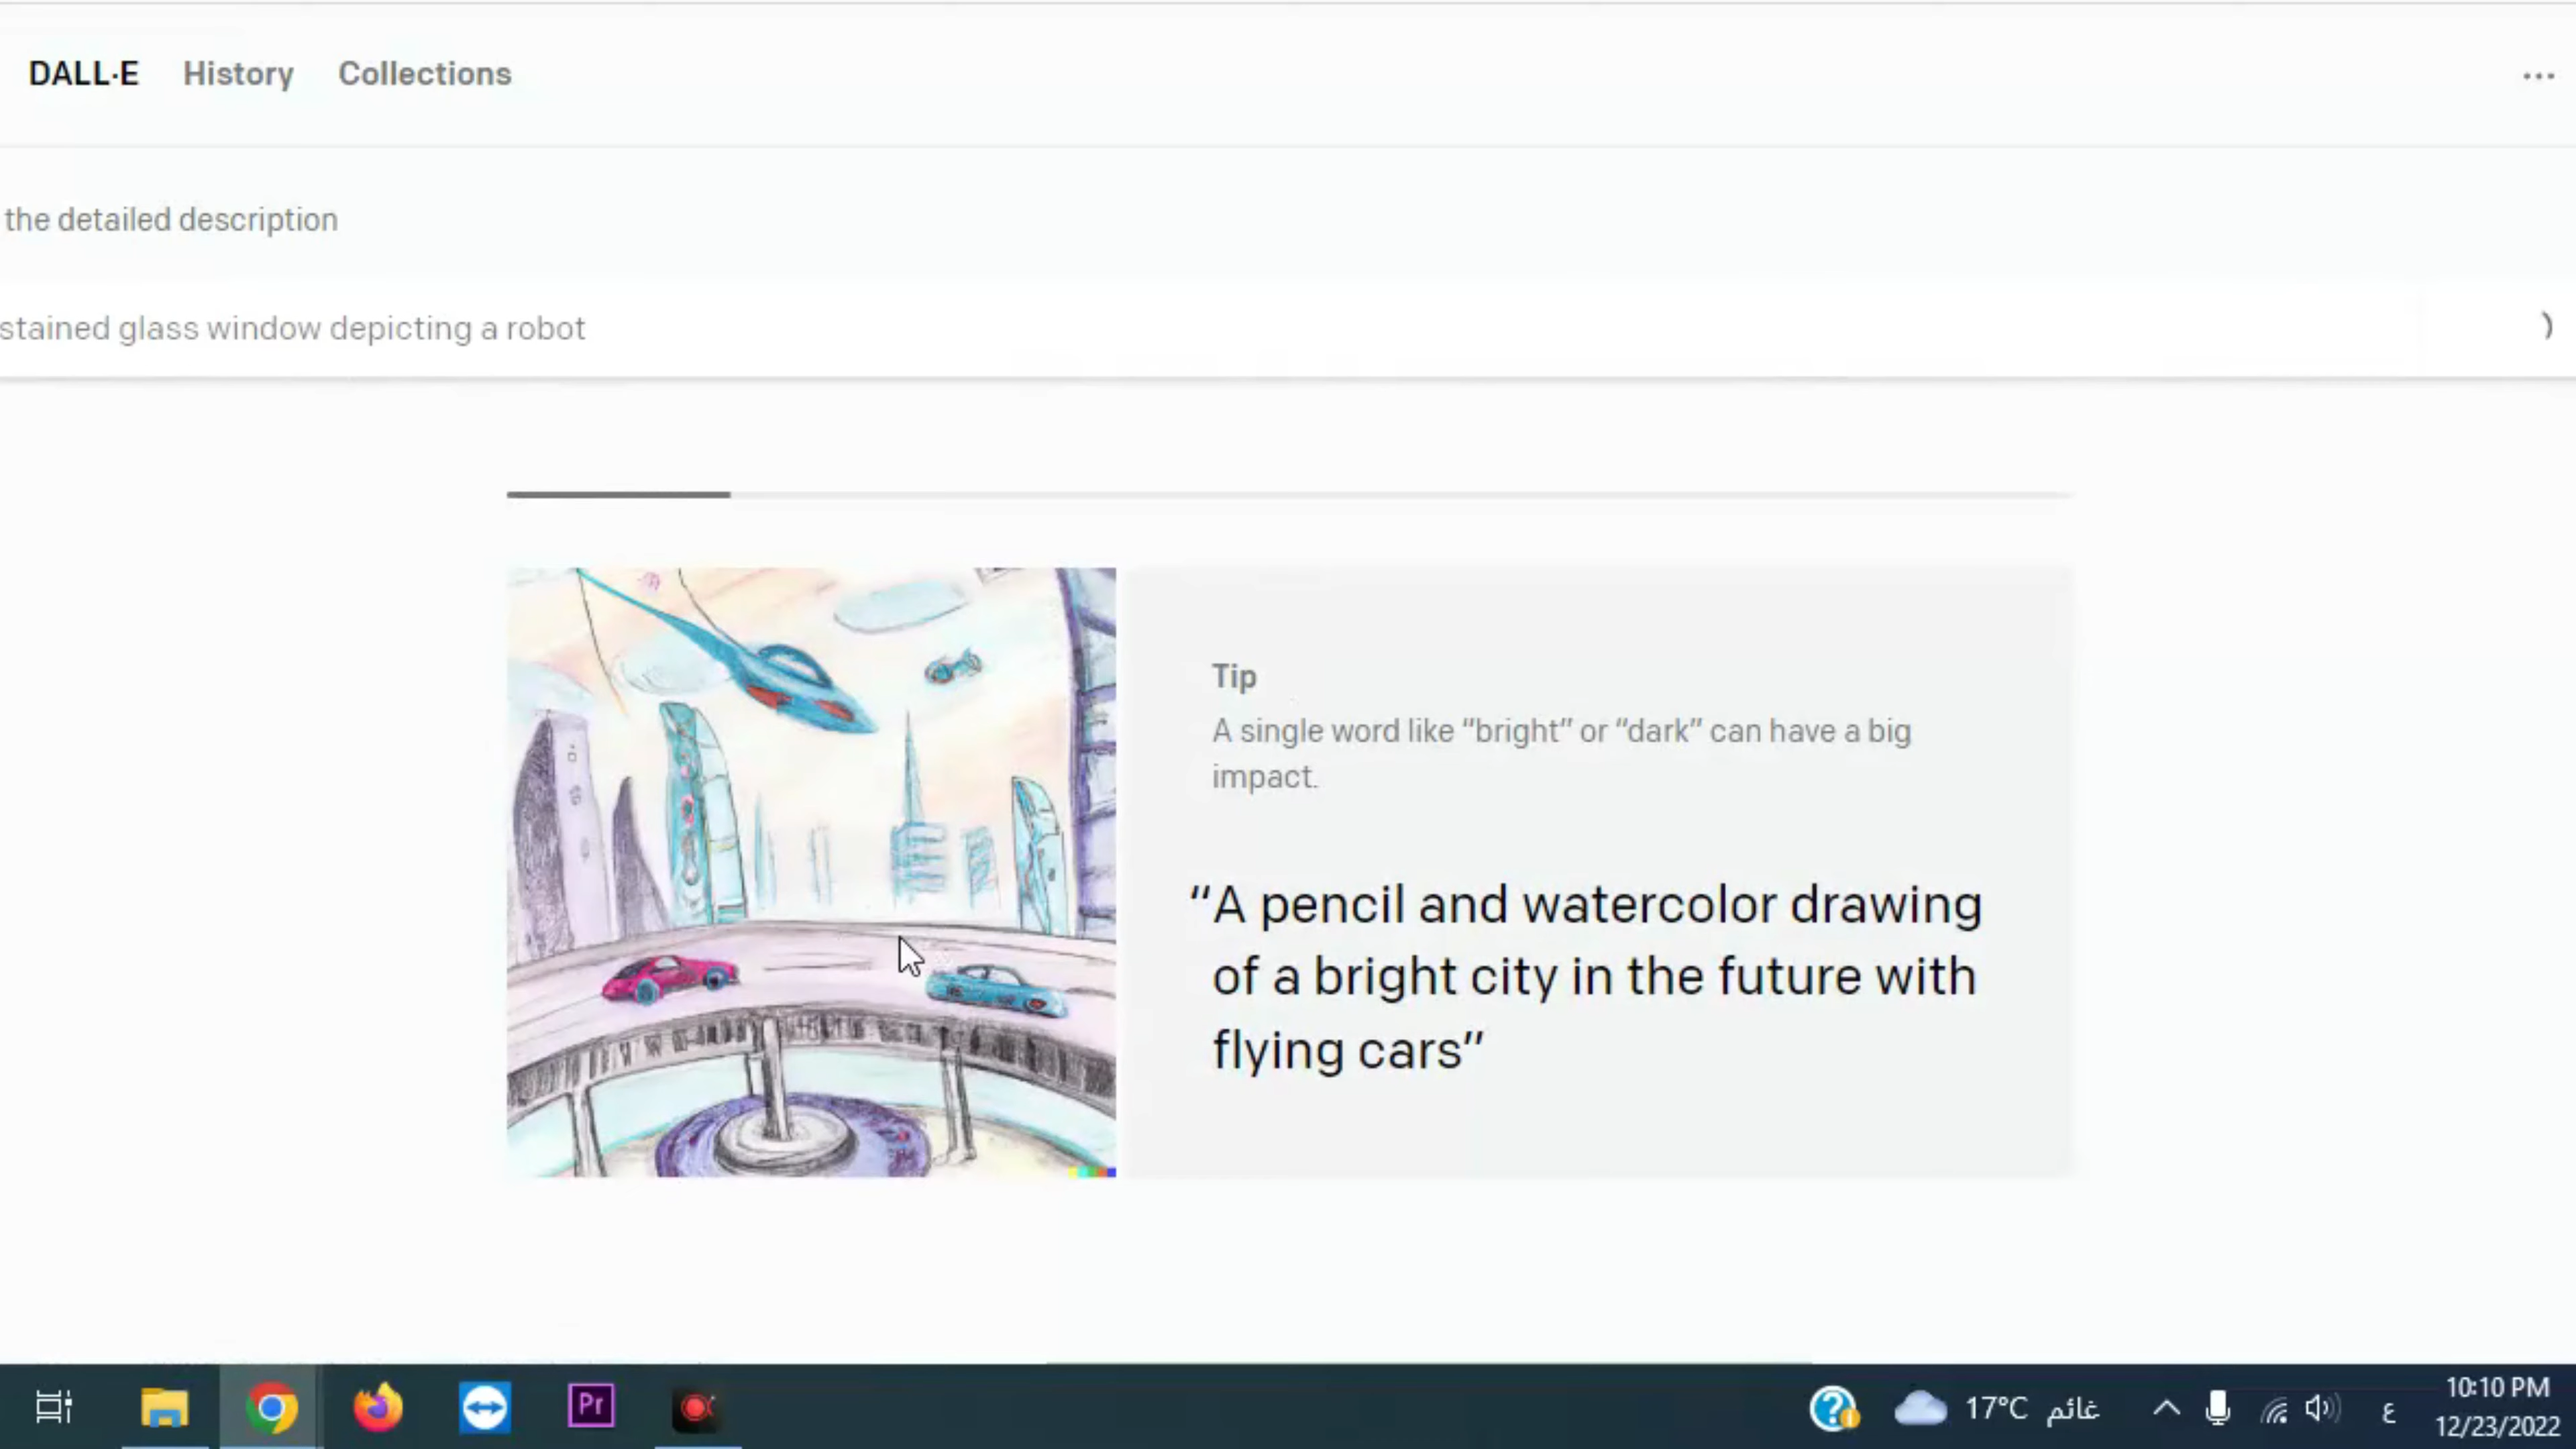 DALL·E History Collections
the detailed description
stained glass window depicting a robot
Tip
A single word like “bright” or “dark” can have a big
impact.
“A pencil and watercolor drawing
of a bright city in the future with
flying cars”
Pr
17°C غائم
ع
10:10 PM
12/23/2022